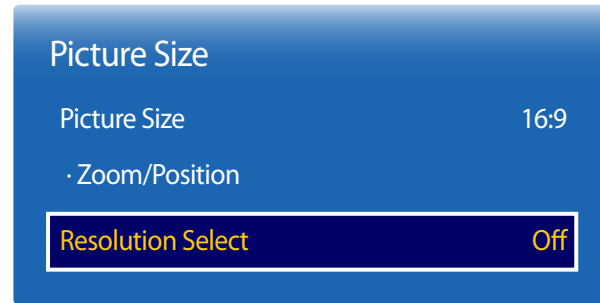 Picture Size
Picture Size 16:9
· Zoom/Position
Resolution Select Off